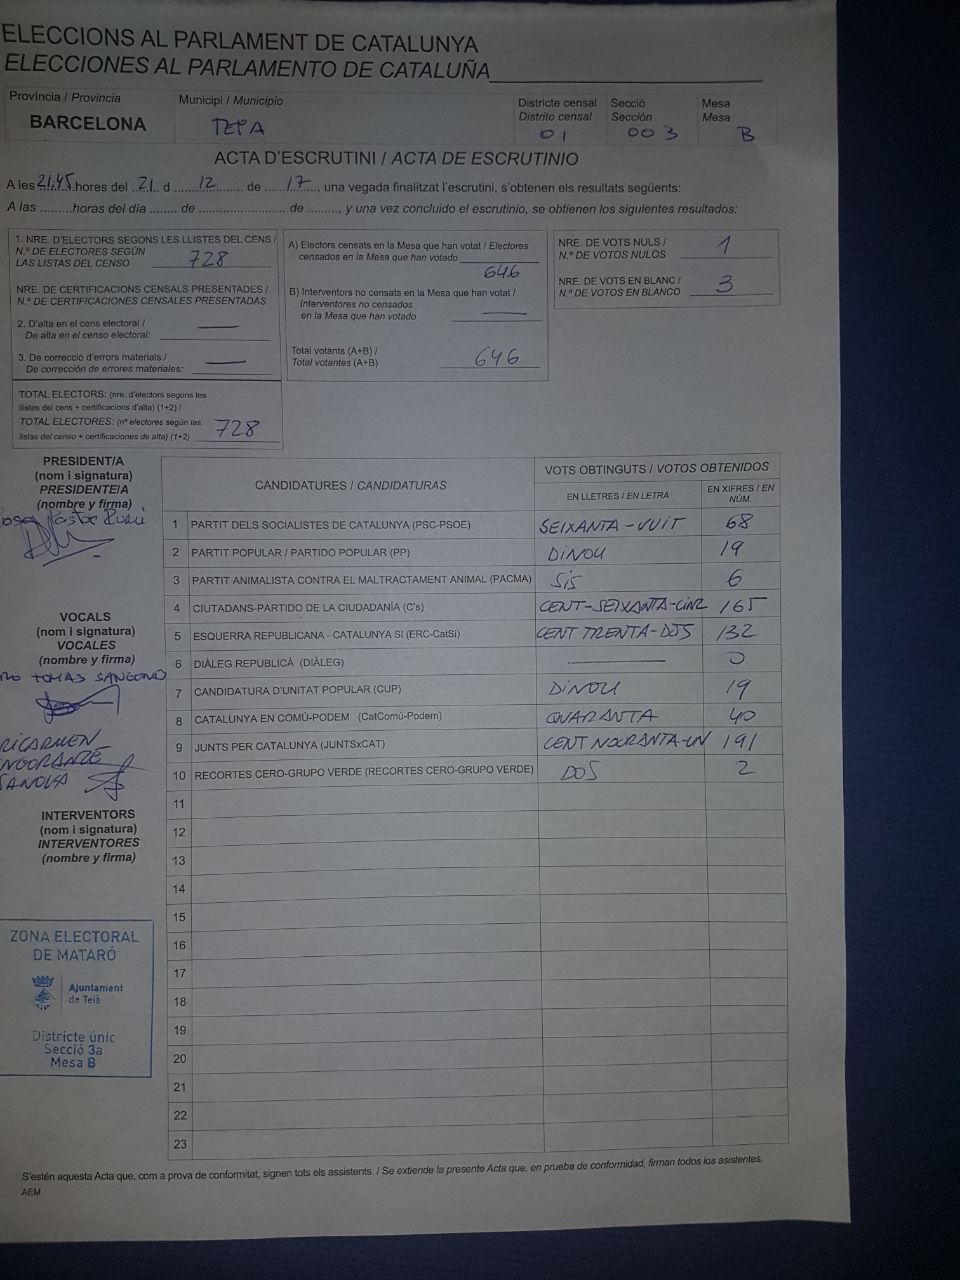 ELECCIONS AL PARLAMENT DE CATALUNYA
ELECCIONES AL PARLAMENTO DE CATALUÑA
Província / Provincia
BARCELONA
Municipi / Municipio
TEIA
Districte censal
Distrito censal
01
Secció
Sección
003
Mesa
Mesa
B
ACTA D'ESCRUTINI / ACTA DE ESCRUTINIO
A les 21,45 hores del 21 d 12 de 17, una vegada finalitzat l'escrutini, s'obtenen els resultats següents:
A las .........horas del día ........ de ........................ de ........, y una vez concluido el escrutinio, se obtienen los siguientes resultados:
1. NRE. D'ELECTORS SEGONS LES LLISTES DEL CENS /
N.º DE ELECTORES SEGÚN
LAS LISTAS DEL CENSO 728
NRE. DE CERTIFICACIONS CENSALS PRESENTADES /
N.º DE CERTIFICACIONES CENSALES PRESENTADAS
2. D'alta en el cens electoral / —
De alta en el censo electoral:
3. De correcció d'errors materials / —
De corrección de errores materiales:
TOTAL ELECTORS: (nre. d'electors segons les
llistes del cens + certificacions d'alta) (1+2) /
TOTAL ELECTORES: (nº electores según las
listas del censo + certificaciones de alta) (1+2) 728
A) Electors censats en la Mesa que han votat / Electores
censados en la Mesa que han votado
646
B) Interventors no censats en la Mesa que han votat /
Interventores no censados
en la Mesa que han votado —
Total votants (A+B) /
Total votantes (A+B) 646
NRE. DE VOTS NULS /
N.º DE VOTOS NULOS 1
NRE. DE VOTS EN BLANC /
N.º DE VOTOS EN BLANCO 3
PRESIDENT/A
(nom i signatura)
PRESIDENTE/A
(nombre y firma)
VOCALS
(nom i signatura)
VOCALES
(nombre y firma)
TOMAS
INTERVENTORS
(nom i signatura)
INTERVENTORES
(nombre y firma)
ZONA ELECTORAL
DE MATARÓ
Ajuntament
de Teià
Districte únic
Secció 3a
Mesa B
CANDIDATURES / CANDIDATURAS
VOTS OBTINGUTS / VOTOS OBTENIDOS
EN LLETRES / EN LETRA
EN XIFRES / EN
NÚM.
1 PARTIT DELS SOCIALISTES DE CATALUNYA (PSC-PSOE) SEIXANTA-VUIT 68
2 PARTIT POPULAR / PARTIDO POPULAR (PP) DINOU 19
3 PARTIT ANIMALISTA CONTRA EL MALTRACTAMENT ANIMAL (PACMA) SIS 6
4 CIUTADANS-PARTIDO DE LA CIUDADANÍA (C's) CENT-SEIXANTA-CINC 165
5 ESQUERRA REPUBLICANA - CATALUNYA SÍ (ERC-CatSí) CENT TRENTA-DOS 132
6 DIÀLEG REPUBLICÀ (DIÀLEG) — 0
7 CANDIDATURA D'UNITAT POPULAR (CUP) DINOU 19
8 CATALUNYA EN COMÚ-PODEM (CatComú-Podem) QUARANTA 40
9 JUNTS PER CATALUNYA (JUNTSxCAT) CENT NOURANTA-UN 191
10 RECORTES CERO-GRUPO VERDE (RECORTES CERO-GRUPO VERDE) DOS 2
11
12
13
14
15
16
17
18
19
20
21
22
23
S'estén aquesta Acta que, com a prova de conformitat, signen tots els assistents. / Se extiende la presente Acta que, en prueba de conformidad, firman todos los asistentes.
AEM